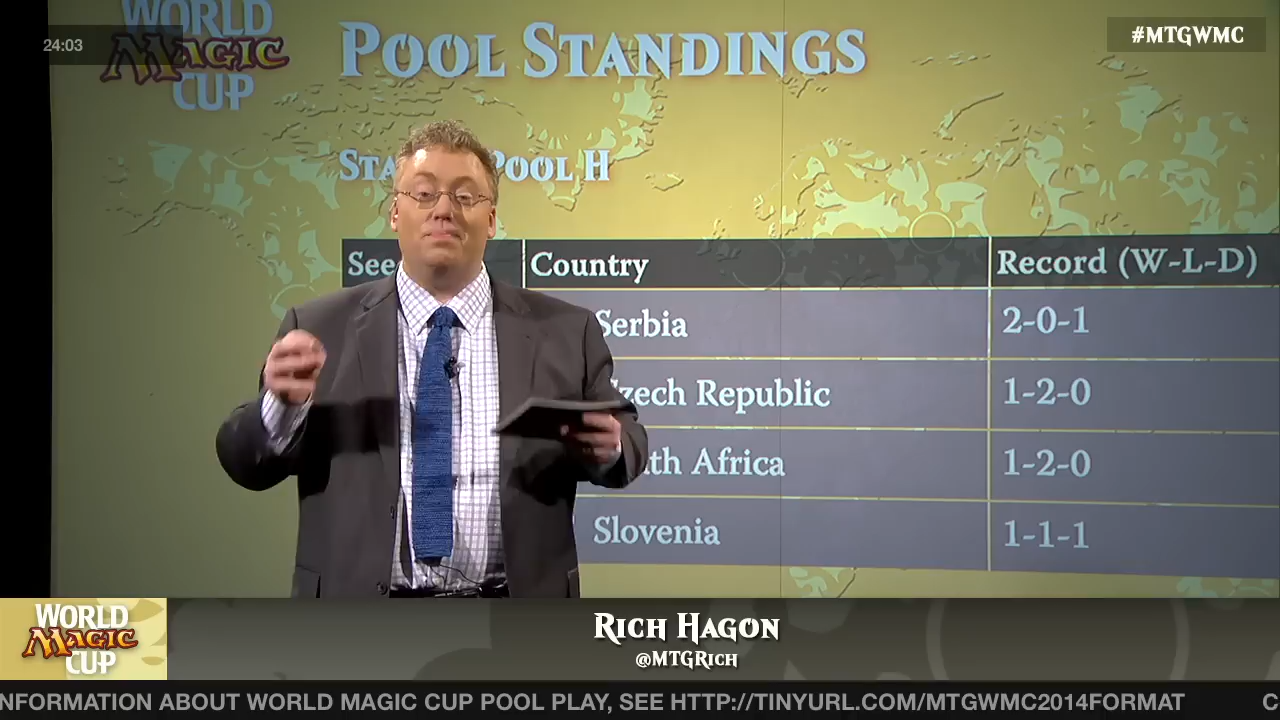 24:03
WORLD
MAGIC
CUP
POOL STANDINGS
#MTGWMC
POOL H
Country
Record (W-L-D)
Serbia
2-0-1
Czech Republic
1-2-0
Africa
1-2-0
Slovenia
1-1-1
WORLD
MAGIC
CUP
RICH HAGON
@MTGRICH
NFORMATION ABOUT WORLD MAGIC CUP POOL PLAY, SEE HTTP://TINYURL.COM/MTGWMC2014FORMAT
C